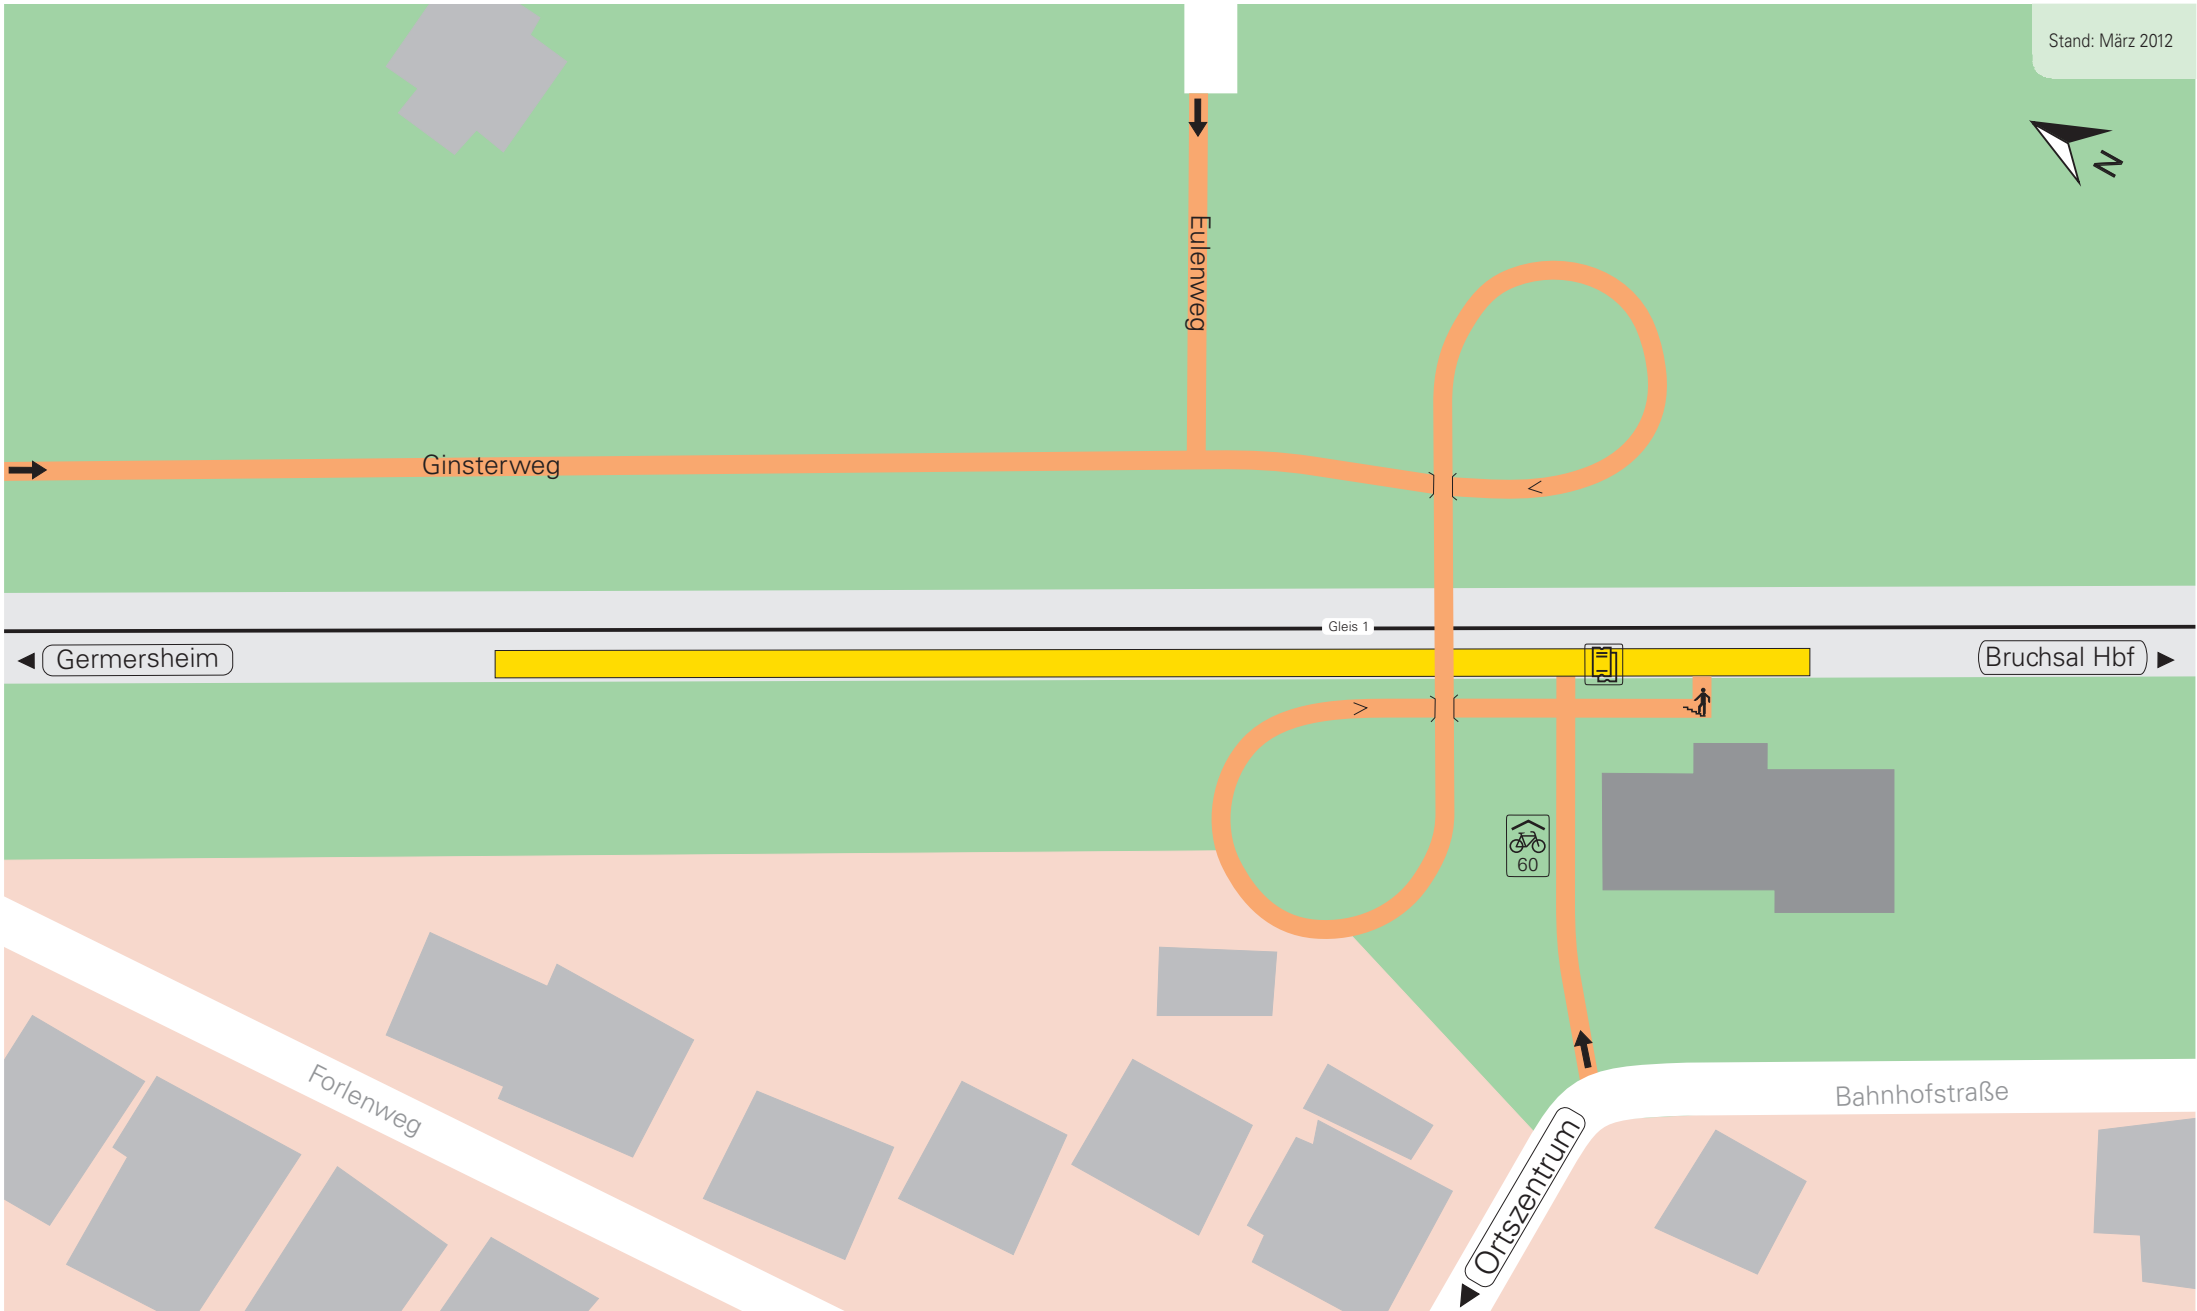 Stand: März 2012
N
Eulenweg
Ginsterweg
Gleis 1
Germersheim
Bruchsal Hbf
60
Forlenweg
Bahnhofstraße
Ortszentrum